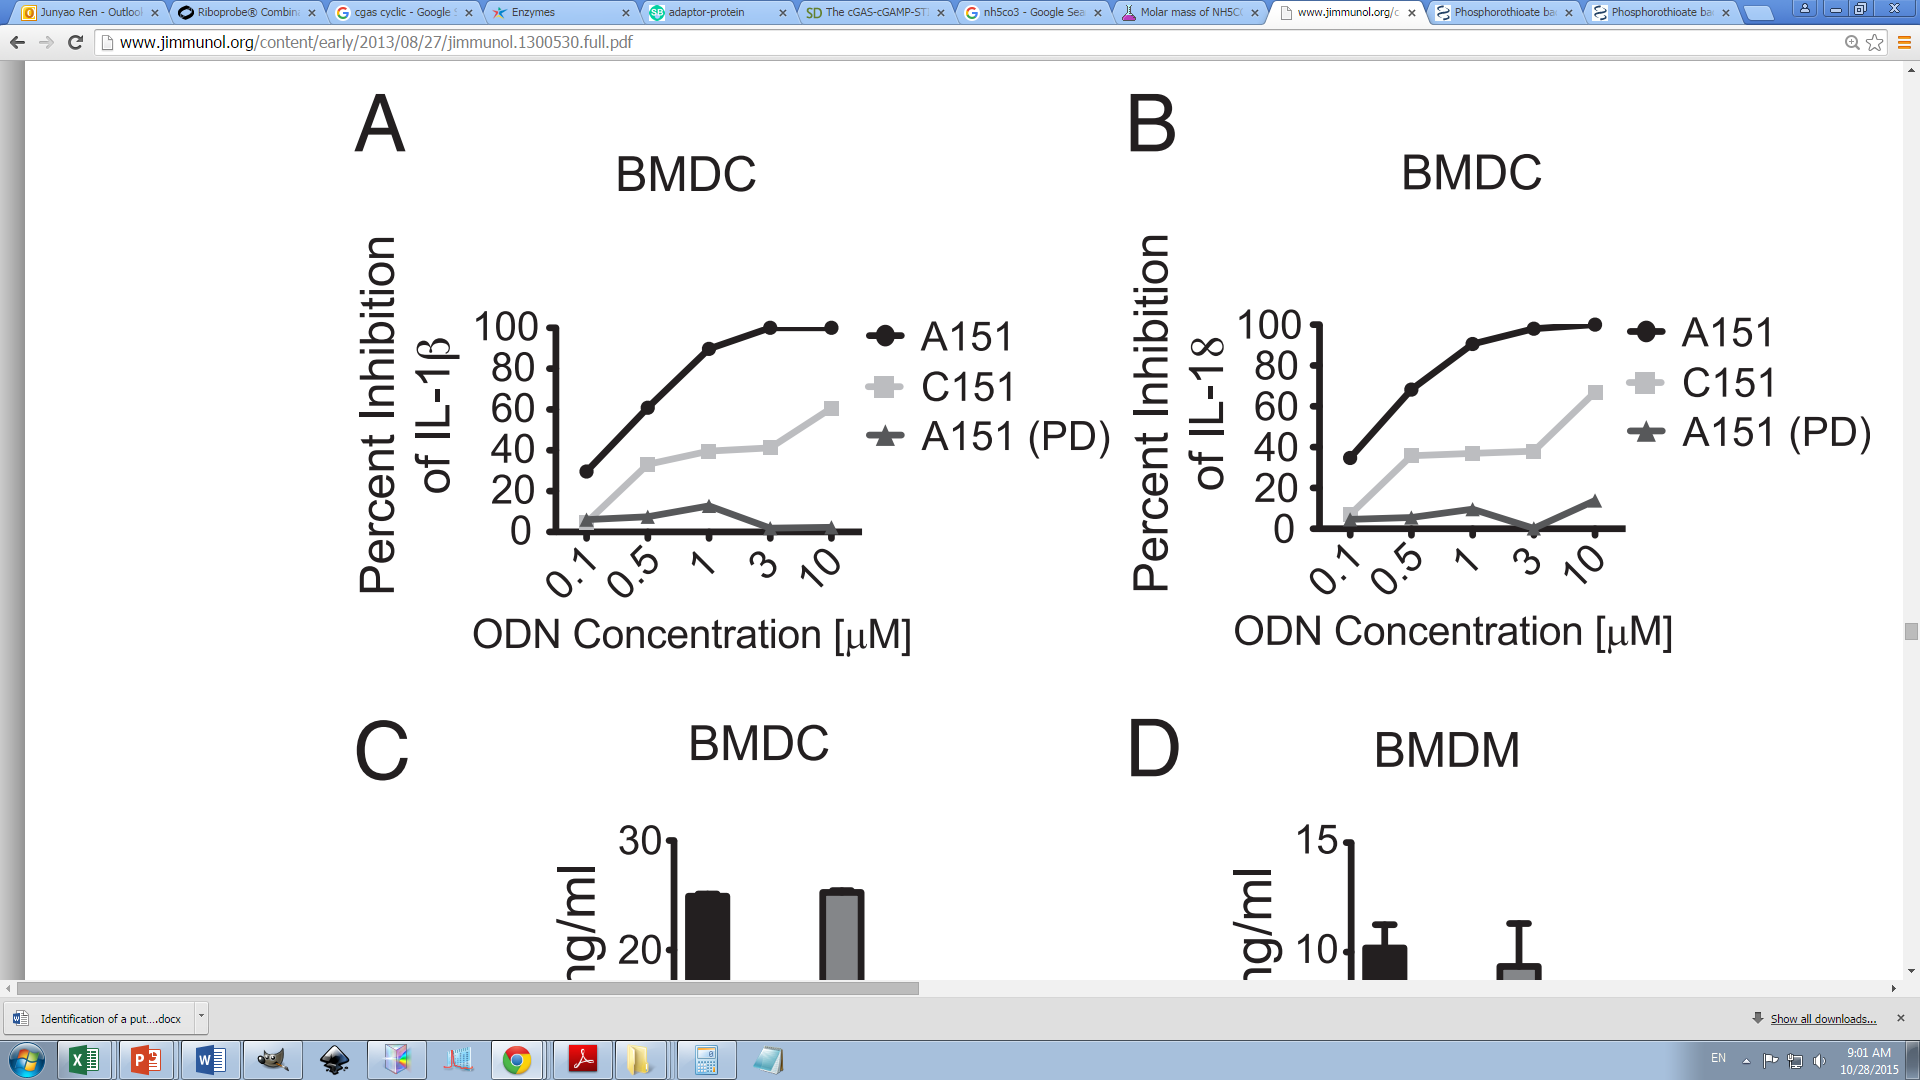 Junyao Ren - Outlook
Riboprobe® Combin
cgas cyclic - Google S
Enzymes
adaptor-protein
The cGAS-cGAMP-STI
nh5co3 - Google Sea
Molar mass of NH5C
www.jimmunol.org/c
Phosphorothioate ba
Phosphorothioate ba
www.jimmunol.org/content/early/2013/08/27/jimmunol.1300530.full.pdf
A
BMDC
Percent Inhibition
of IL-1β
100
80
60
40
20
0
0.1
0.5
1
3
10
ODN Concentration [μM]
A151
C151
A151 (PD)
B
BMDC
Percent Inhibition
of IL-18
100
80
60
40
20
0
0.1
0.5
1
3
10
ODN Concentration [μM]
A151
C151
A151 (PD)
C
BMDC
30
20
ng/ml
D
BMDM
15
10
ng/ml
Identification of a put....docx
Show all downloads...
EN
9:01 AM
10/28/2015